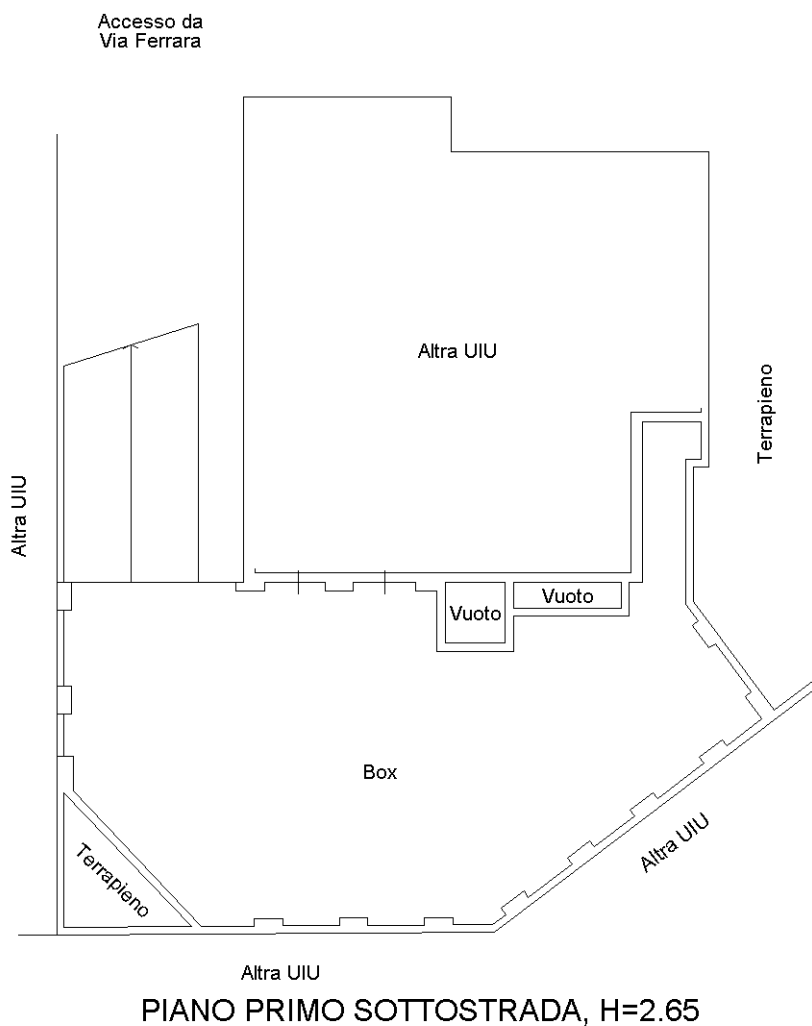 Accesso da
Via Ferrara
Altra UIU
Terrapieno
Altra UIU
Vuoto
Vuoto
Box
Altra UIU
Terrapieno
Altra UIU
PIANO PRIMO SOTTOSTRADA, H=2.65